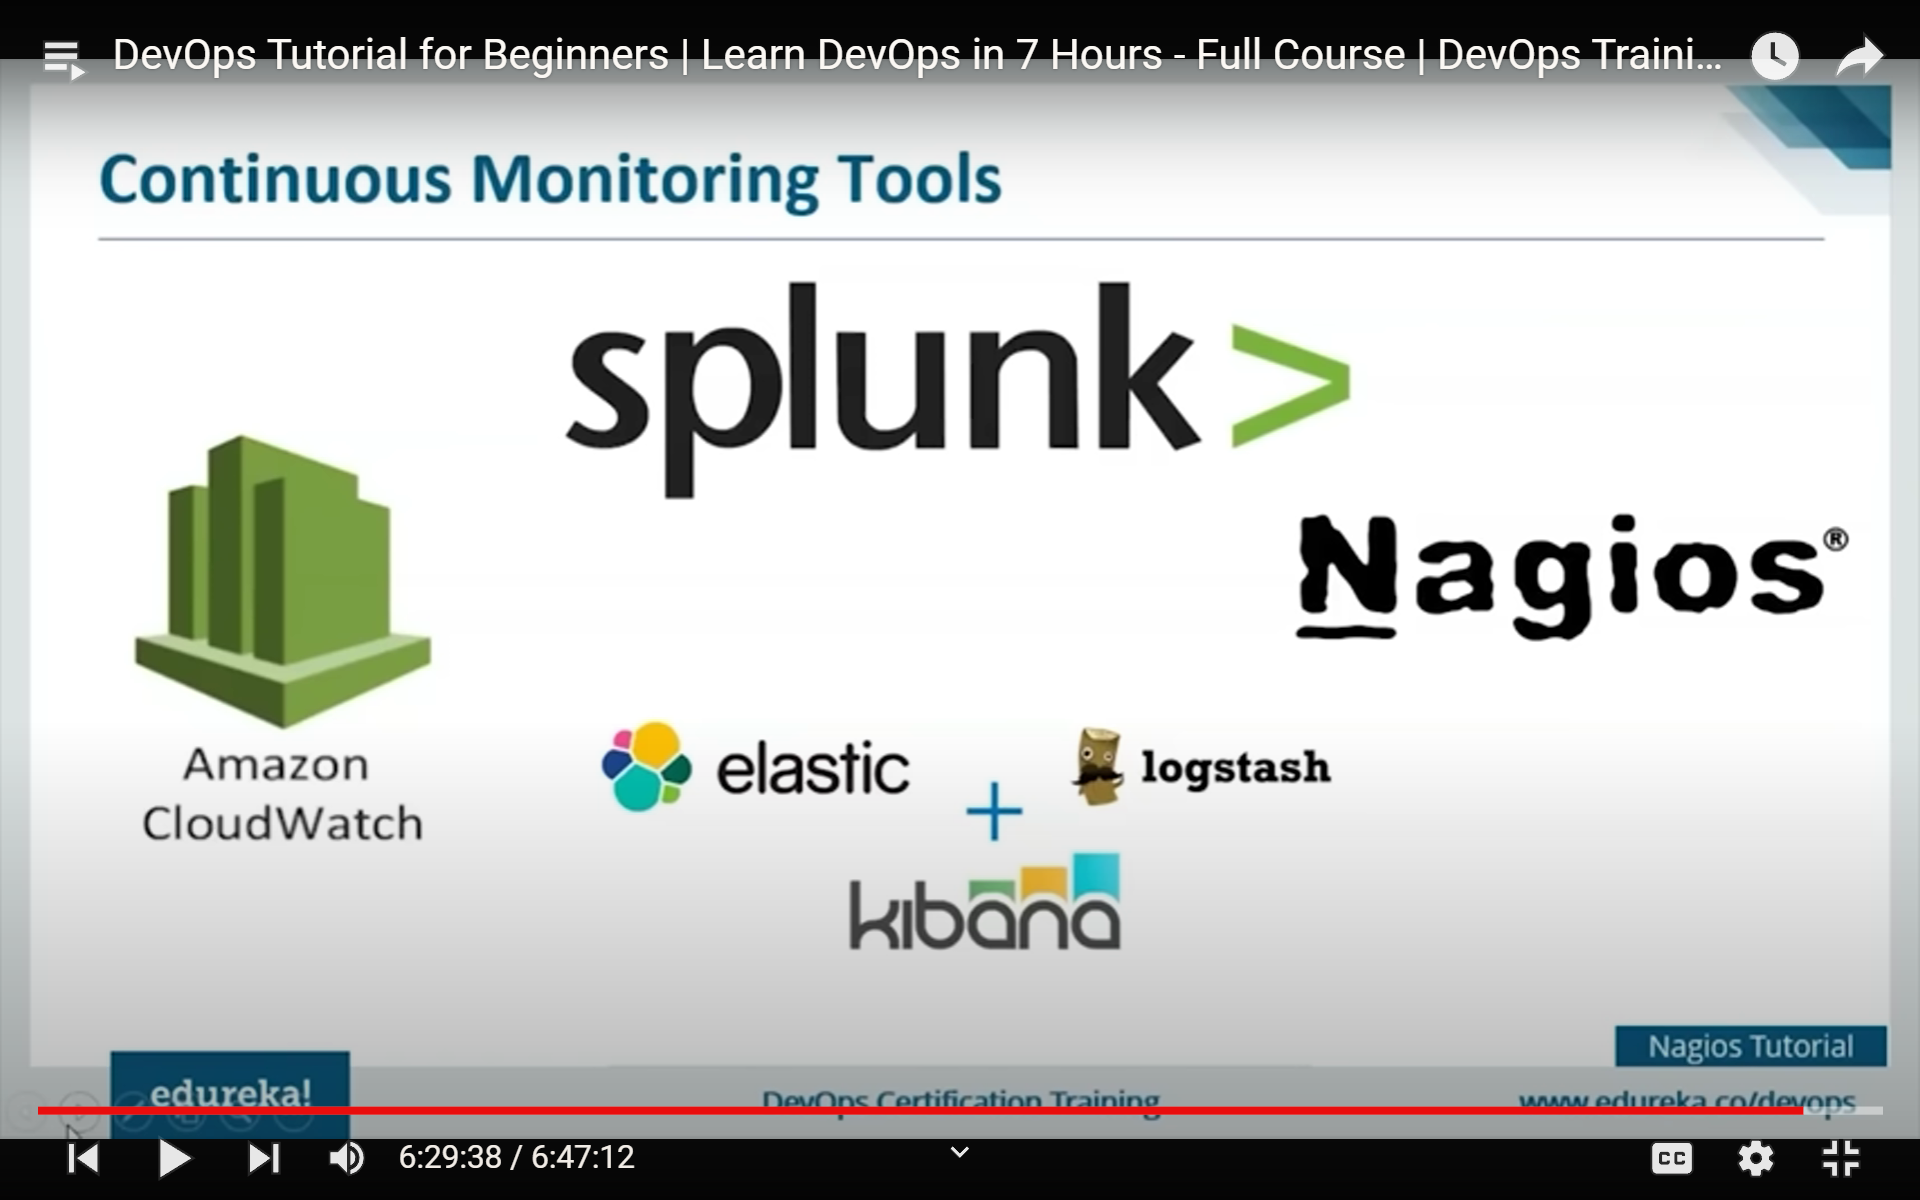 DevOps Tutorial for Beginners | Learn DevOps in 7 Hours - Full Course | DevOps Traini...
Continuous Monitoring Tools
splunk>
Nagios®
Amazon
CloudWatch
elastic
+
logstash
kibana
Nagios Tutorial
edureka!
DevOps Certification Training
www.edureka.co/devops
6:29:38 / 6:47:12
CC